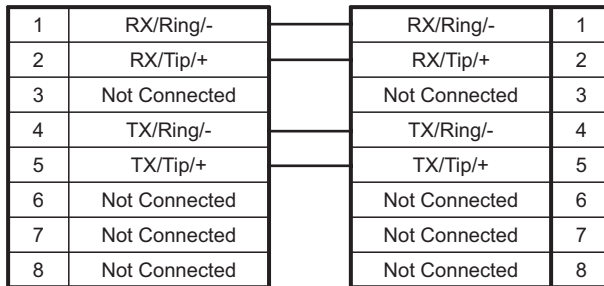 1 RX/Ring/- RX/Ring/- 1
2 RX/Tip/+ RX/Tip/+ 2
3 Not Connected Not Connected 3
4 TX/Ring/- TX/Ring/- 4
5 TX/Tip/+ TX/Tip/+ 5
6 Not Connected Not Connected 6
7 Not Connected Not Connected 7
8 Not Connected Not Connected 8